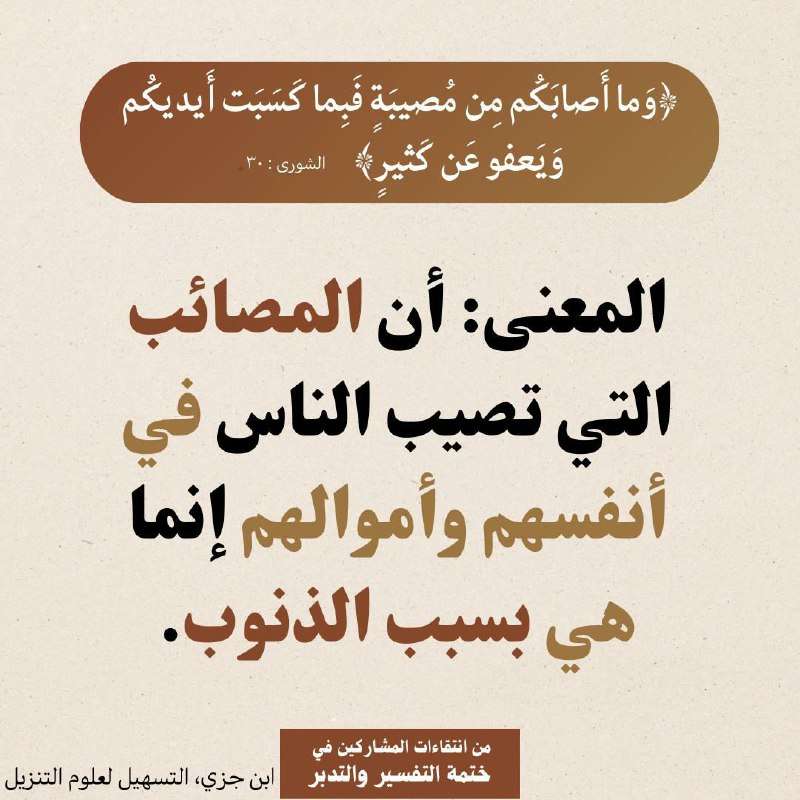 ﴿وَما أَصابَكُم مِن مُصيبَةٍ فَبِما كَسَبَت أَيديكُم
وَيَعفو عَن كَثيرٍ﴾ الشورى : ٣٠.
المعنى: أن المصائب
التي تصيب الناس في
أنفسهم وأموالهم إنما
هي بسبب الذنوب.
من انتقاءات المشاركين في
ختمة التفسير والتدبر
ابن جزي، التسهيل لعلوم التنزيل